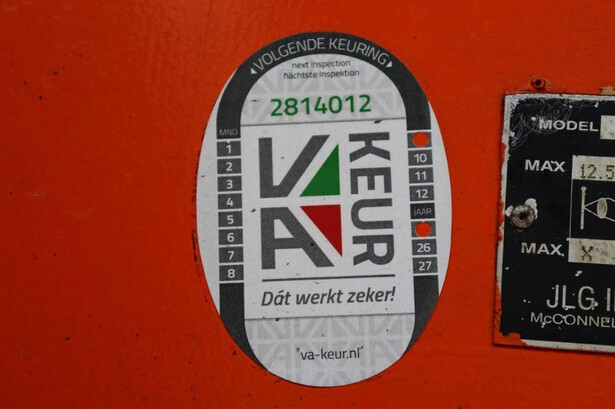 VOLGENDE KEURING
next inspection
nächste Inspektion
2814012
MND
1
2
3
4
5
6
7
8
10
11
12
JAAR
26
27
VA
KEUR
Dát werkt zeker!
va-keur.nl
MODEL
MAX 12.5
MAX. X
JLG I
McCONNEL